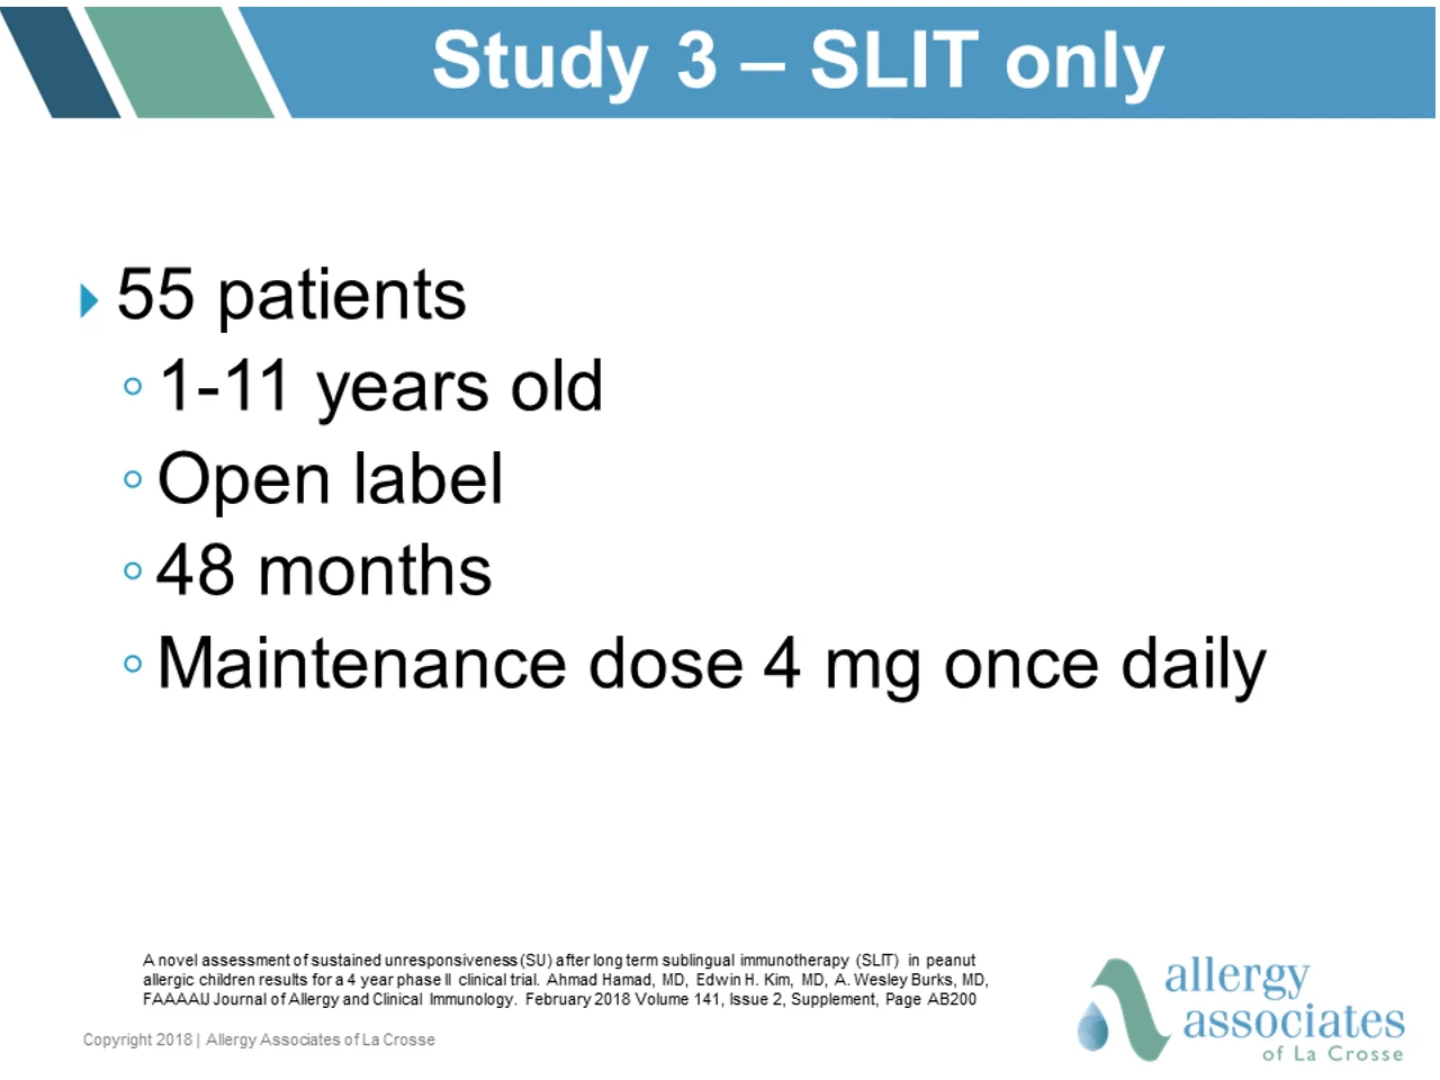 Study 3 – SLIT only
55 patients
1-11 years old
Open label
48 months
Maintenance dose 4 mg once daily
A novel assessment of sustained unresponsiveness (SU) after long term sublingual immunotherapy (SLIT) in peanut
allergic children results for a 4 year phase II clinical trial. Ahmad Hamad, MD, Edwin H. Kim, MD, A. Wesley Burks, MD,
FAAAAIJ Journal of Allergy and Clinical Immunology. February 2018 Volume 141, Issue 2, Supplement, Page AB200
Copyright 2018 | Allergy Associates of La Crosse
allergy
associates
of La Crosse